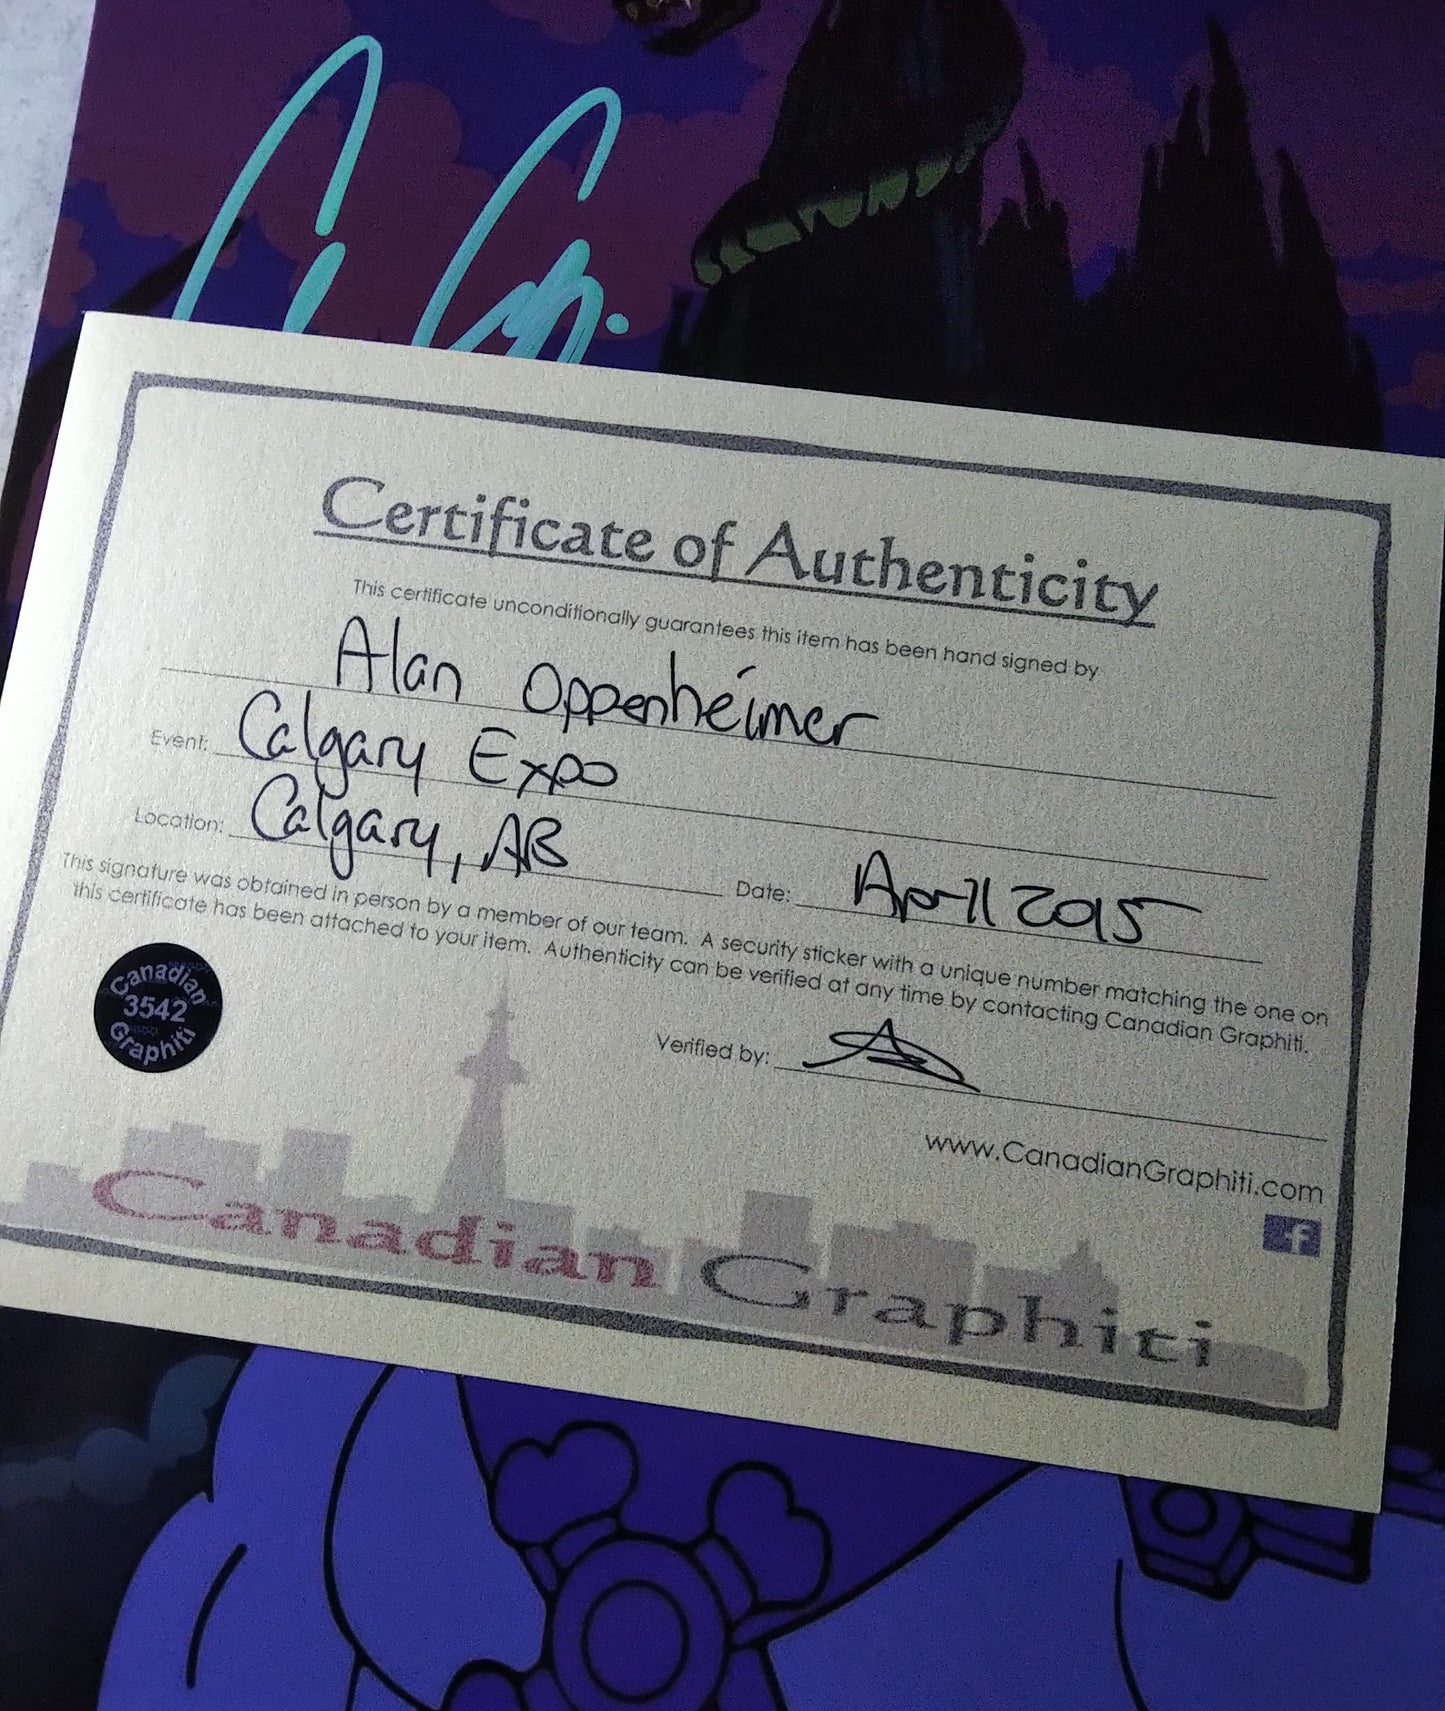 Certificate of Authenticity
This certificate unconditionally guarantees this item has been hand signed by
Alan Oppenheimer
Event: Calgary Expo
Location: Calgary, AB Date: April 2015
This signature was obtained in person by a member of our team. A security sticker with a unique number matching the one on
this certificate has been attached to your item. Authenticity can be verified at any time by contacting Canadian Graphiti.
Canadian
3542
Graphiti
Verified by:
www.CanadianGraphiti.com
f
Canadian Graphiti